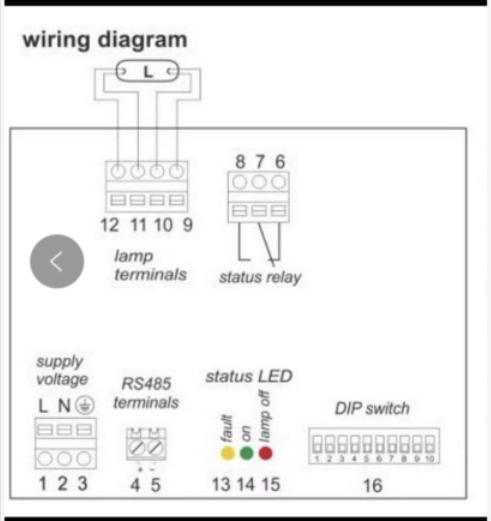 wiring diagram
L
8 7 6
12 11 10 9
lamp
terminals
status relay
supply
voltage
L N
RS485
terminals
+ -
status LED
fault
on
lamp off
DIP switch
1 2 3 4 5 6 7 8 9 10
1 2 3
4 5
13 14 15
16